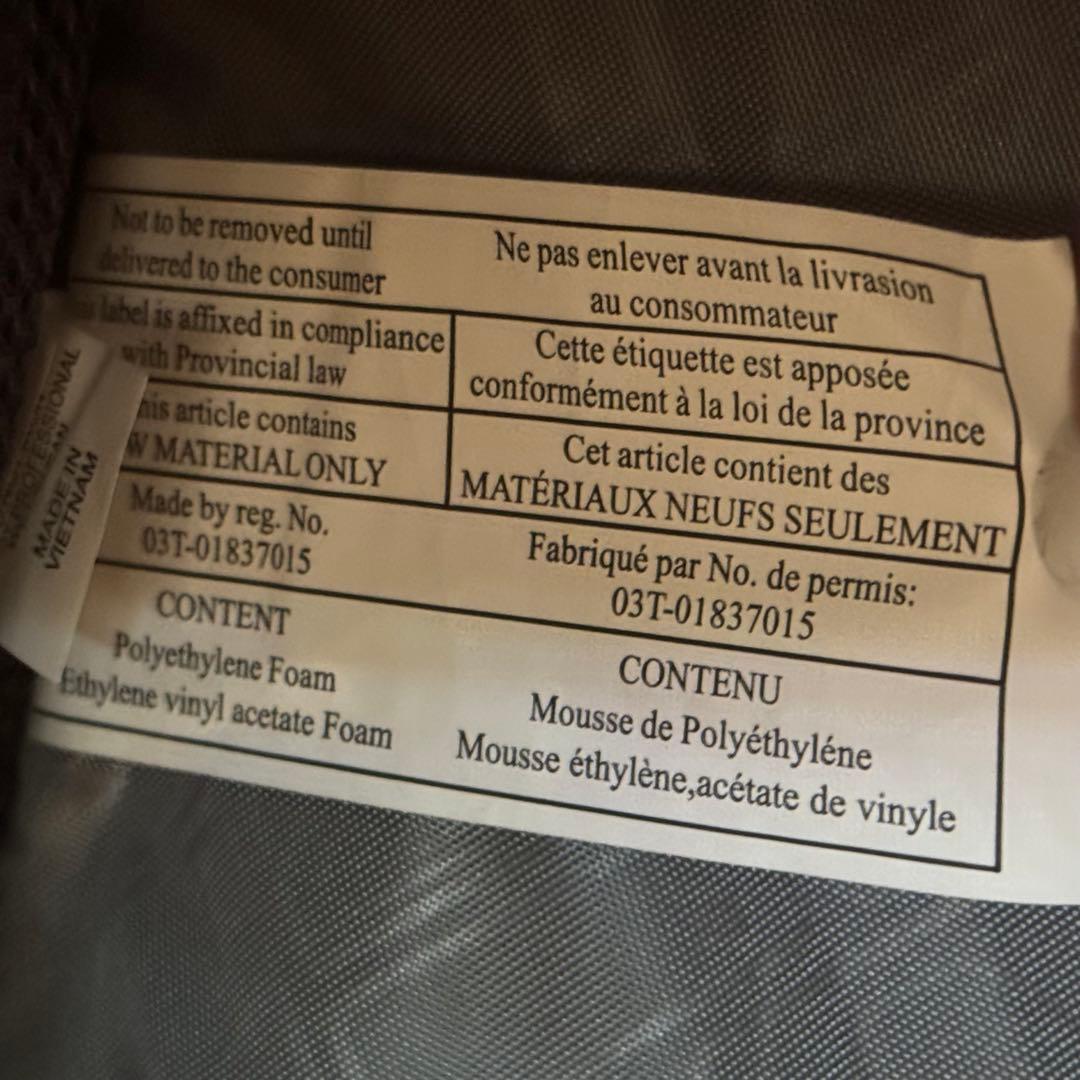 Not to be removed until
delivered to the consumer
Ne pas enlever avant la livrasion
au consommateur
label is affixed in compliance
with Provincial law
Cette étiquette est apposée
conformément à la loi de la province
his article contains
W MATERIAL ONLY
Cet article contient des
MATÉRIAUX NEUFS SEULEMENT
Made by reg. No.
03T-01837015
Fabriqué par No. de permis:
03T-01837015
CONTENT
Polyethylene Foam
Ethylene vinyl acetate Foam
CONTENU
Mousse de Polyéthyléne
Mousse éthylène,acétate de vinyle
PROFESSIONAL
MADE IN
VIETNAM